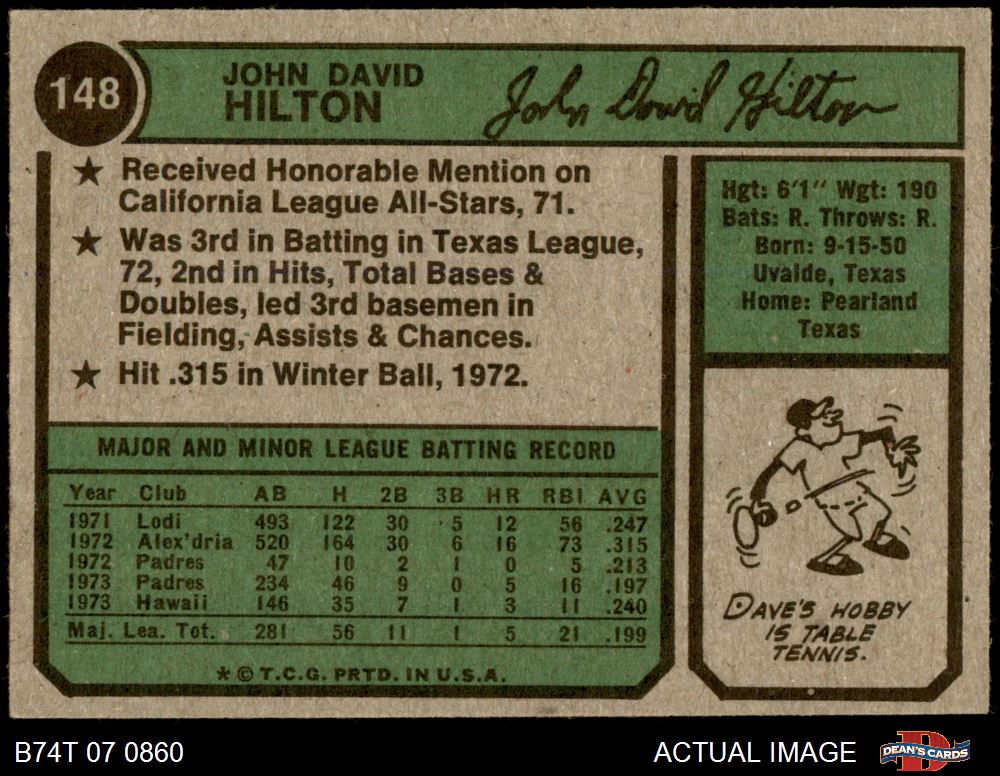 148
JOHN DAVID
HILTON
John David Hilton
★ Received Honorable Mention on
California League All-Stars, 71.
★ Was 3rd in Batting in Texas League,
72, 2nd in Hits, Total Bases &
Doubles, led 3rd basemen in
Fielding, Assists & Chances.
★ Hit .315 in Winter Ball, 1972.
Hgt: 6'1" Wgt: 190
Bats: R. Throws: R.
Born: 9-15-50
Uvalde, Texas
Home: Pearland
Texas
MAJOR AND MINOR LEAGUE BATTING RECORD
Year Club AB H 2B 3B HR RBI AVG
1971 Lodi 493 122 30 5 12 56 .247
1972 Alex'dria 520 164 30 6 16 73 .315
1972 Padres 47 10 2 1 0 5 .213
1973 Padres 234 46 9 0 5 16 .197
1973 Hawaii 146 35 7 1 3 11 .240
Maj. Lea. Tot. 281 56 11 1 5 21 .199
* © T.C.G. PRTD. IN U.S.A.
DAVE'S HOBBY
IS TABLE
TENNIS.
B74T 07 0860
ACTUAL IMAGE
DEAN'S CARDS